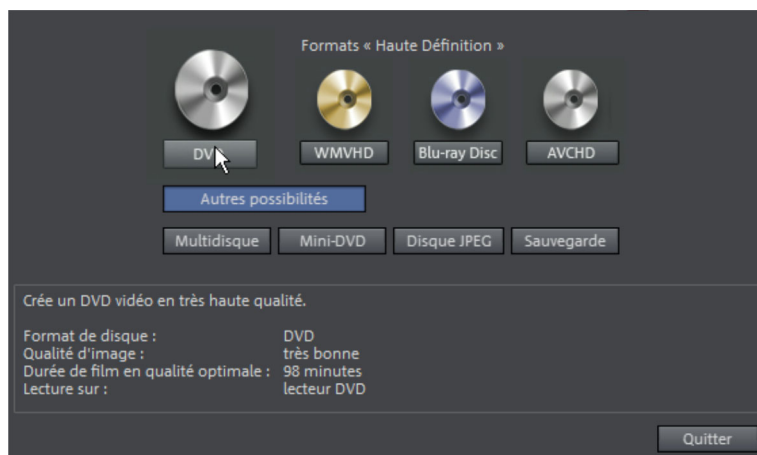 Formats « Haute Définition »
WMVHD
Blu-ray Disc
AVCHD
Autres possibilités
Multidisque
Mini-DVD
Disque JPEG
Sauvegarde
Crée un DVD vidéo en très haute qualité.
Format de disque : DVD
Qualité d'image : très bonne
Durée de film en qualité optimale : 98 minutes
Lecture sur : lecteur DVD
Quitter